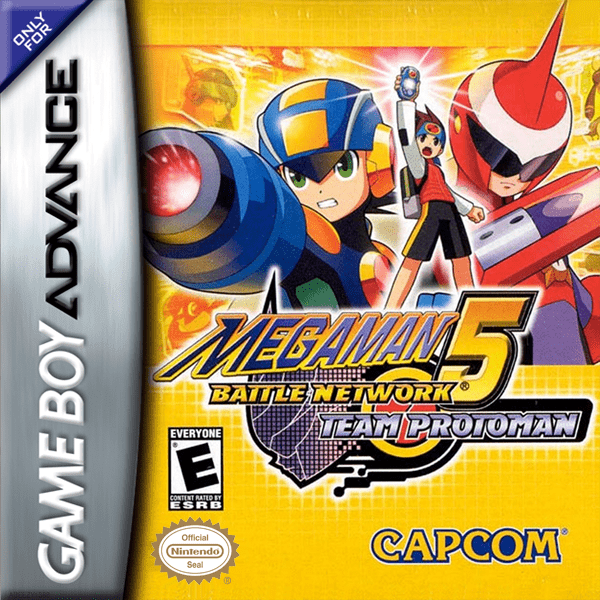 ONLY
FOR
GAME BOY ADVANCE
MEGAMAN 5
BATTLE NETWORK®
TEAM PROTOMAN
EVERYONE
E
CONTENT RATED BY
ESRB
Official
Nintendo
Seal
®
CAPCOM®